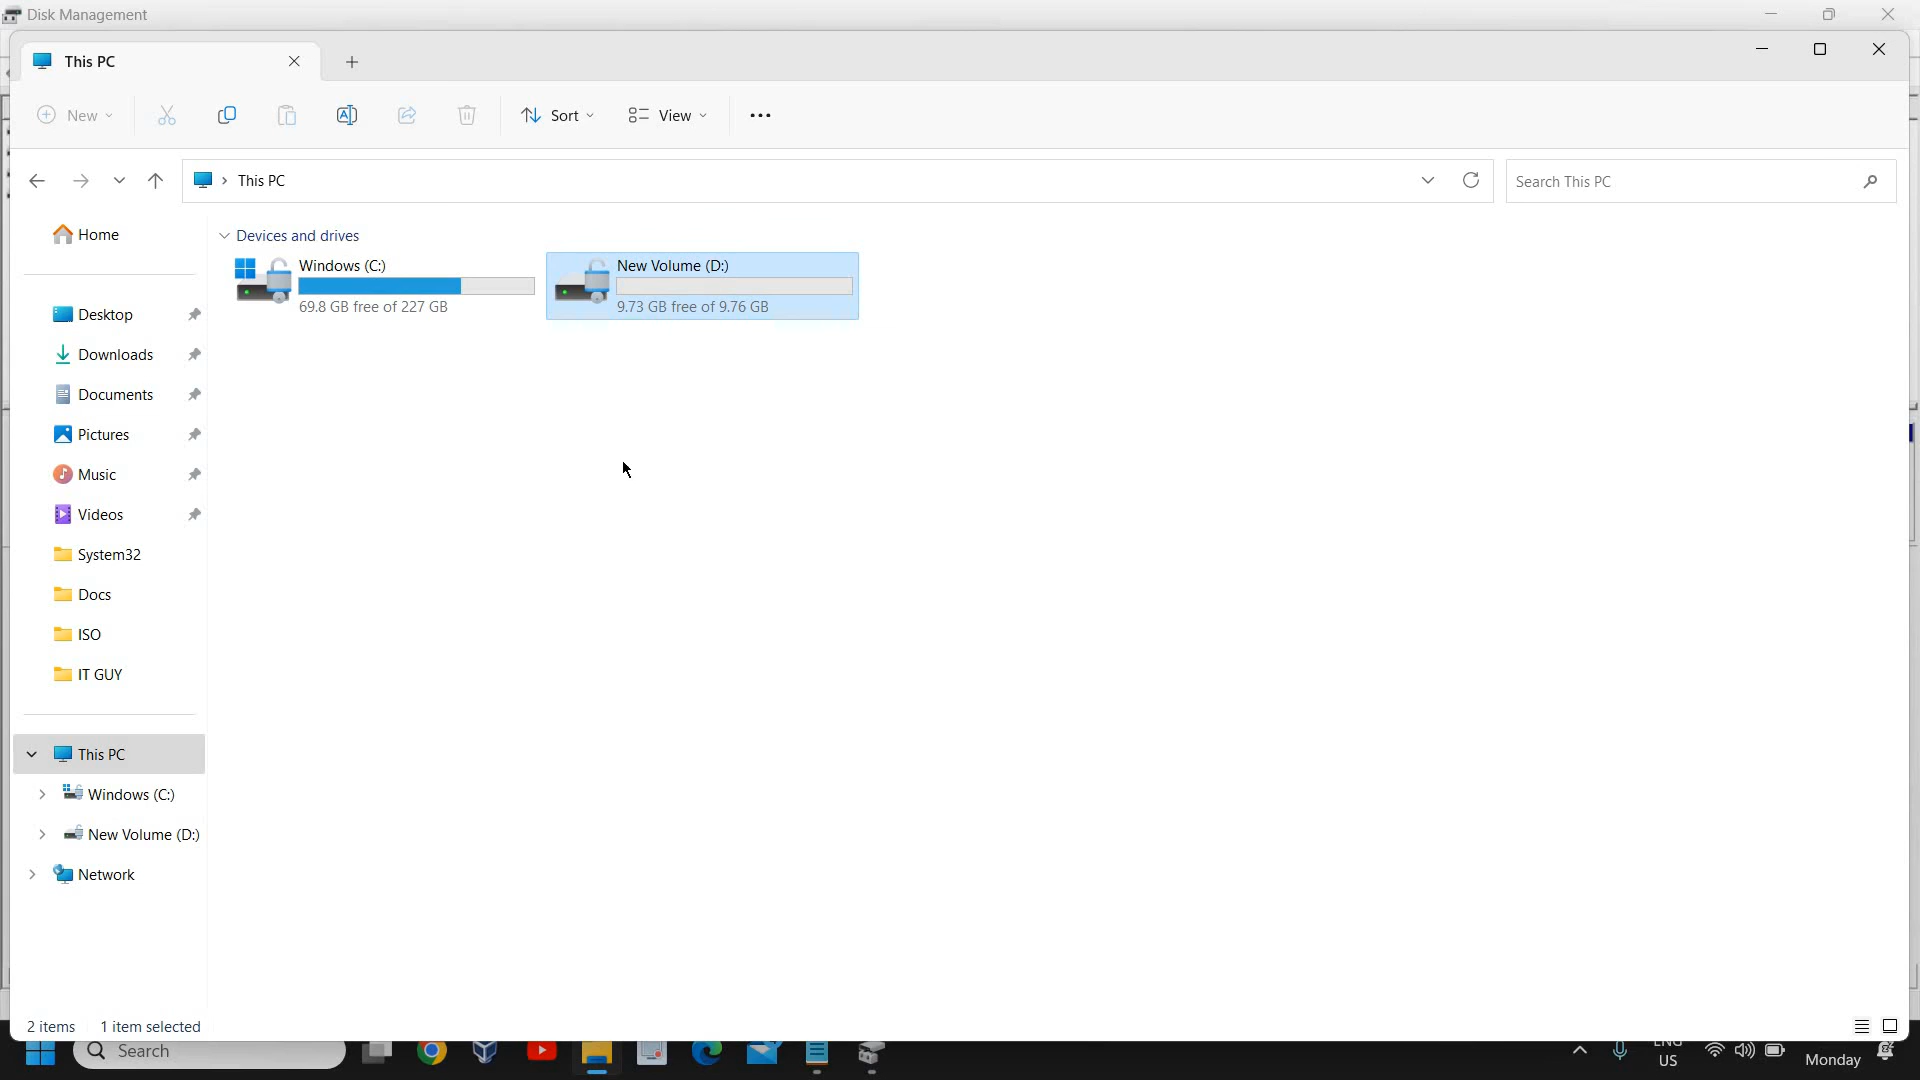 Disk Management
This PC
New
Sort
View
This PC
Search This PC
Home
Desktop
Downloads
Documents
Pictures
Music
Videos
System32
Docs
ISO
IT GUY
This PC
Windows (C:)
New Volume (D:)
Network
Devices and drives
Windows (C:)
69.8 GB free of 227 GB
New Volume (D:)
9.73 GB free of 9.76 GB
2 items
1 item selected
Search
ENG
US
Monday